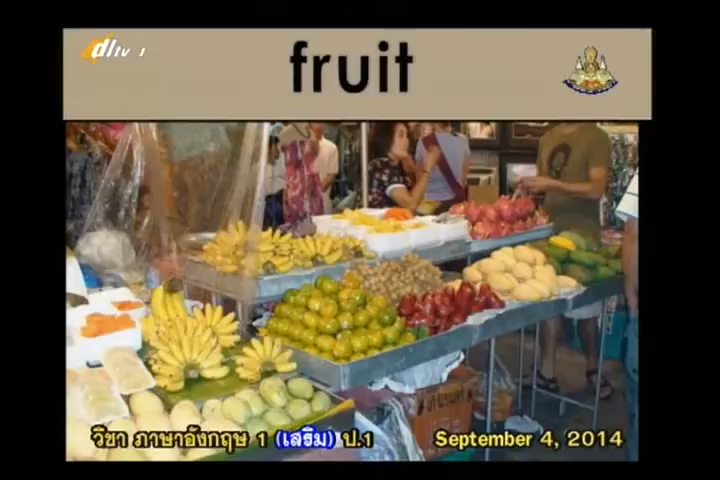 dltv 1
fruit
วิชา ภาษาอังกฤษ 1 (เสริม) ป.1
September 4, 2014